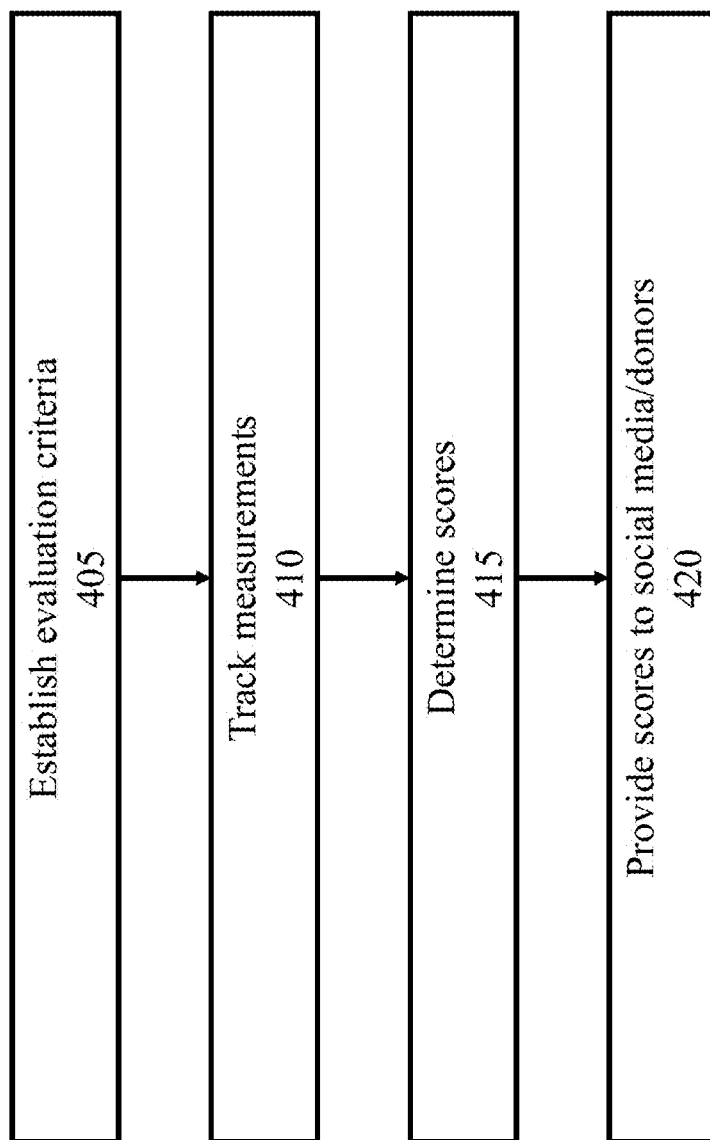 Establish evaluation criteria
405
Track measurements
410
Determine scores
415
Provide scores to social media/donors
420